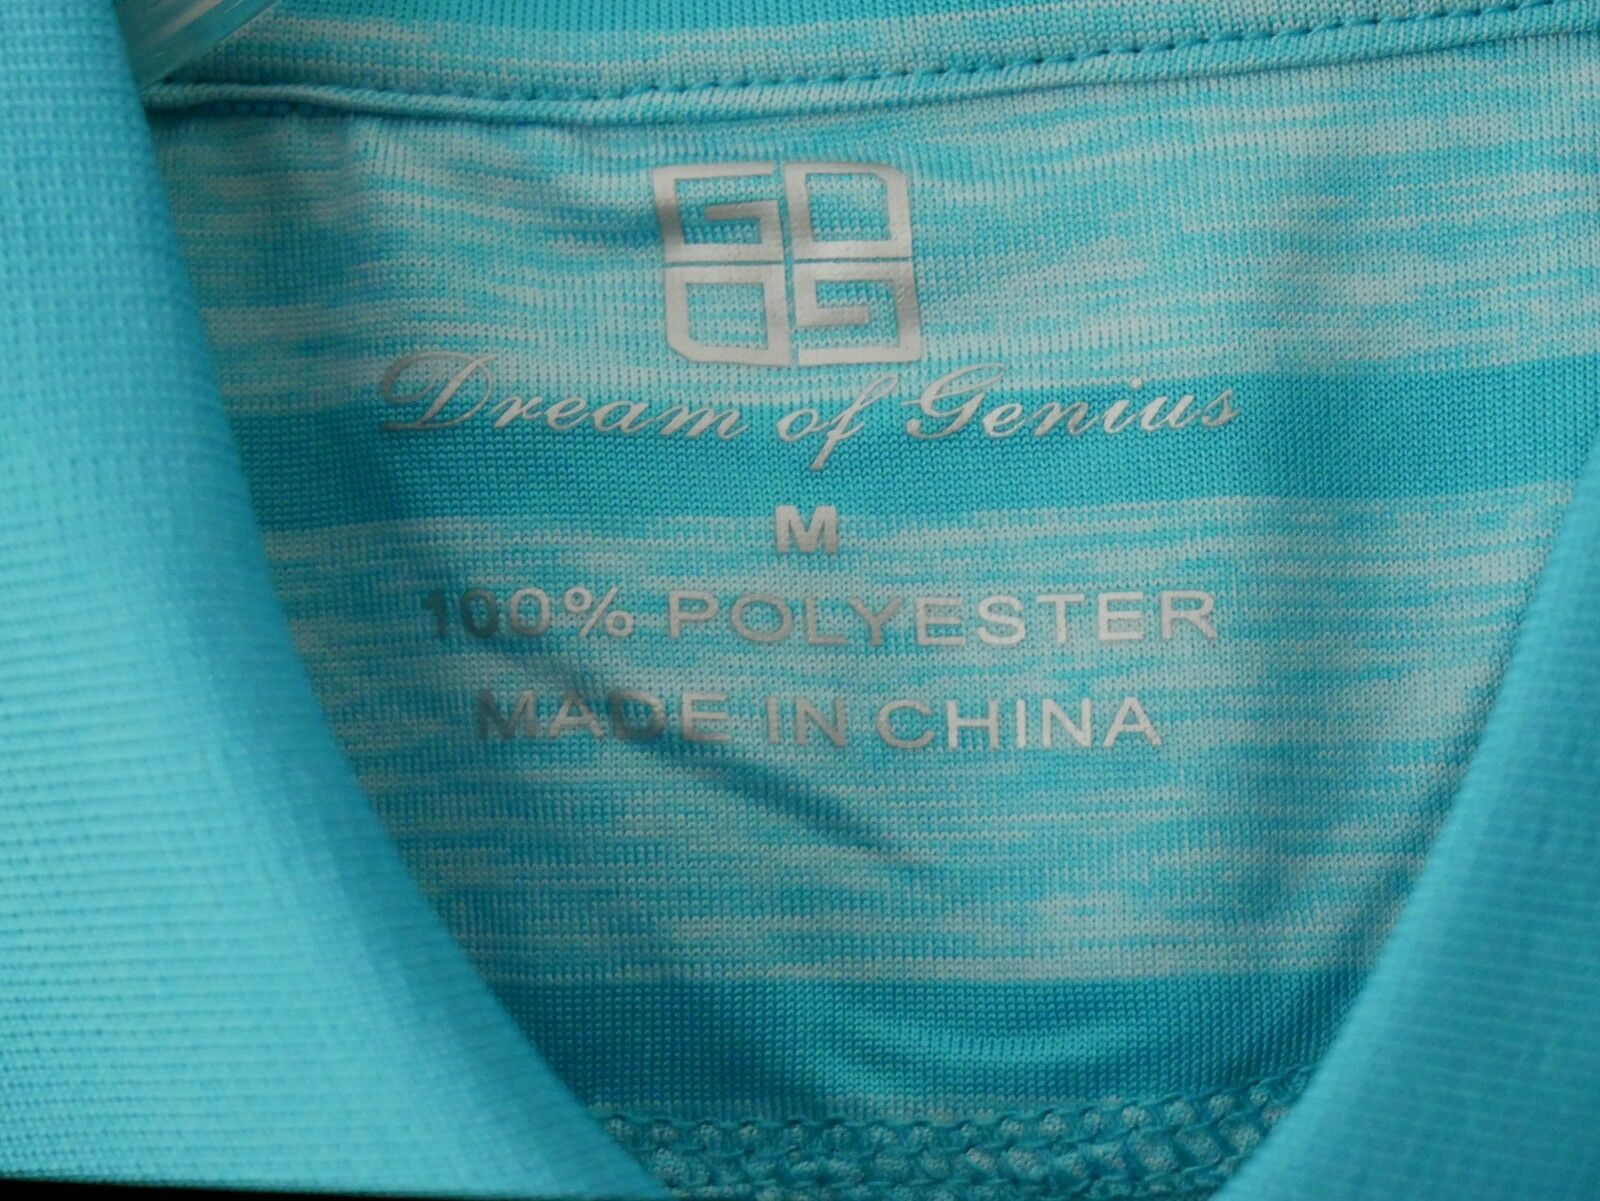 Dream of Genius
M
100% POLYESTER
MADE IN CHINA